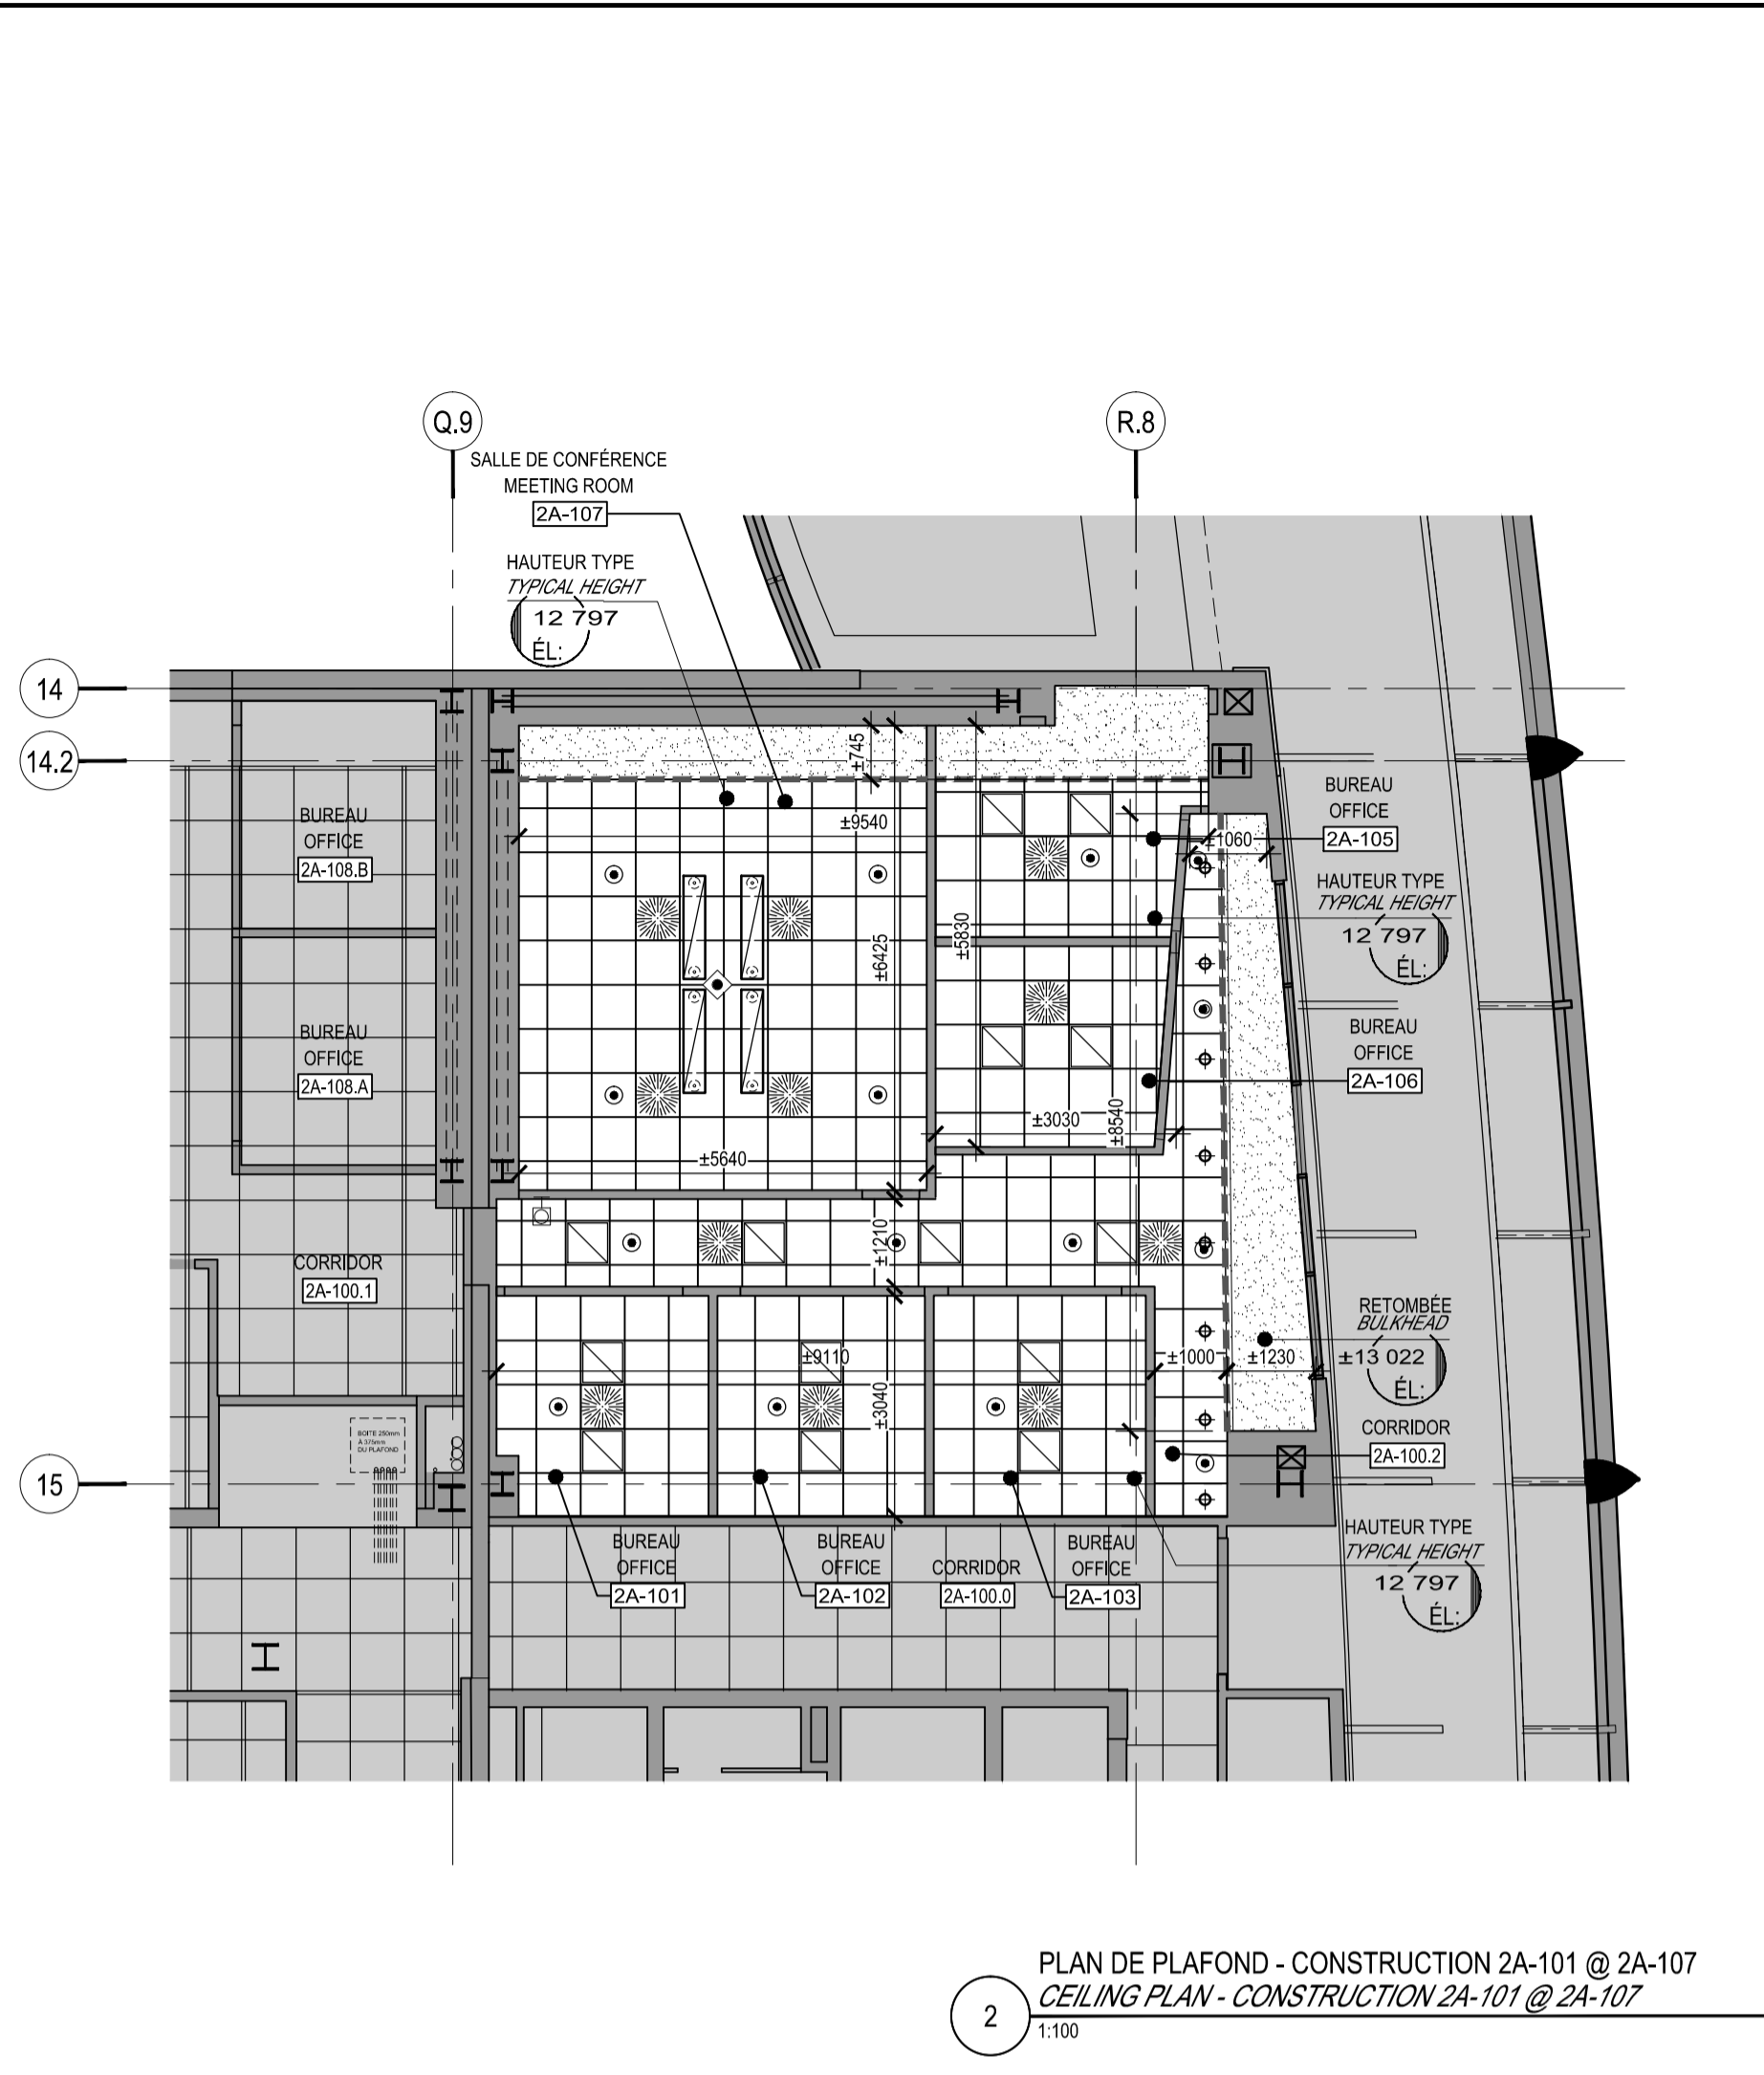 Q.9
R.8
SALLE DE CONFÉRENCE
MEETING ROOM
2A-107
HAUTEUR TYPE
TYPICAL HEIGHT
12 797
ÉL:
14
14.2
±745
±9540
BUREAU
OFFICE
2A-108.B
BUREAU
OFFICE
2A-105
±1060
HAUTEUR TYPE
TYPICAL HEIGHT
12 797
ÉL:
±6425
±5830
BUREAU
OFFICE
2A-108.A
BUREAU
OFFICE
2A-106
±3030
±8540
±5640
±1210
CORRIDOR
2A-100.1
RETOMBÉE
BULKHEAD
±13 022
ÉL:
±9110
±1000
±1230
±3040
BOITE 250mm
À 375mm
DU PLAFOND
CORRIDOR
2A-100.2
15
BUREAU
OFFICE
2A-101
BUREAU
OFFICE
2A-102
CORRIDOR
2A-100.0
BUREAU
OFFICE
2A-103
HAUTEUR TYPE
TYPICAL HEIGHT
12 797
ÉL:
2
PLAN DE PLAFOND - CONSTRUCTION 2A-101 @ 2A-107
CEILING PLAN - CONSTRUCTION 2A-101 @ 2A-107
1:100